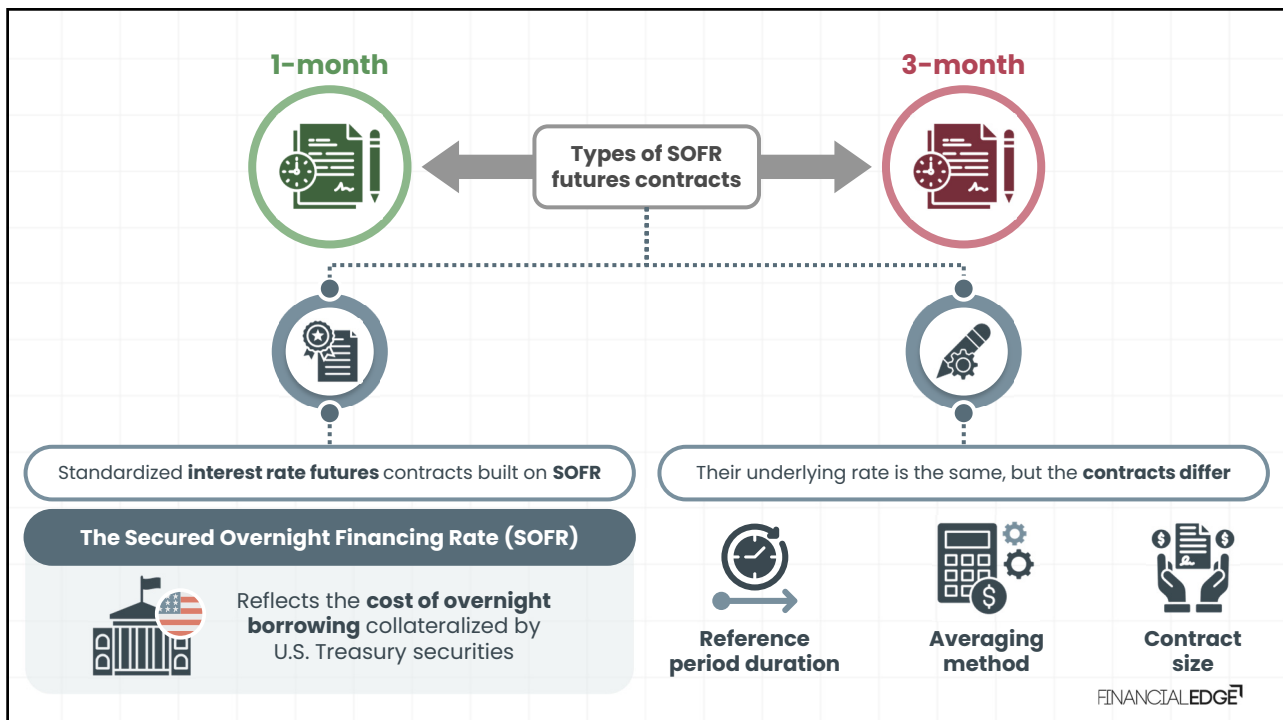 1-month
3-month
Types of SOFR
futures contracts
Standardized interest rate futures contracts built on SOFR
Their underlying rate is the same, but the contracts differ
The Secured Overnight Financing Rate (SOFR)
Reflects the cost of overnight
borrowing collateralized by
U.S. Treasury securities
Reference
period duration
Averaging
method
Contract
size
FINANCIALEDGE